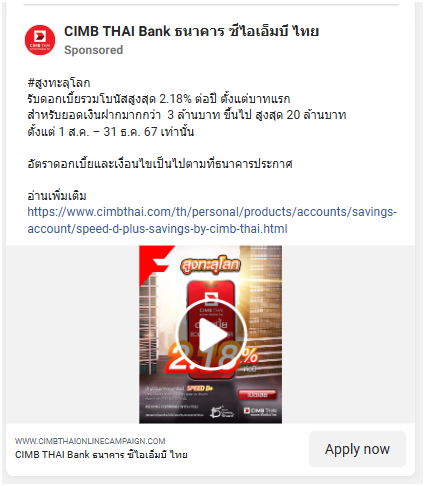 CIMB THAI Bank ธนาคาร ซีไอเอ็มบี ไทย
Sponsored
#สูงทะลุโลก
รับดอกเบี้ยรวมโบนัสสูงสุด 2.18% ต่อปี ตั้งแต่บาทแรก
สำหรับยอดเงินฝากมากกว่า 3 ล้านบาท ขึ้นไป สูงสุด 20 ล้านบาท
ตั้งแต่ 1 ส.ค. – 31 ธ.ค. 67 เท่านั้น
อัตราดอกเบี้ยและเงื่อนไขเป็นไปตามที่ธนาคารประกาศ
อ่านเพิ่มเติม
https://www.cimbthai.com/th/personal/products/accounts/savings-
account/speed-d-plus-savings-by-cimb-thai.html
สูงทะลุโลก
CIMB THAI
2.18%
ต่อปี
SPEED D+
CIMB THAI
WWW.CIMBTHAIONLINECAMPAIGN.COM
CIMB THAI Bank ธนาคาร ซีไอเอ็มบี ไทย
Apply now